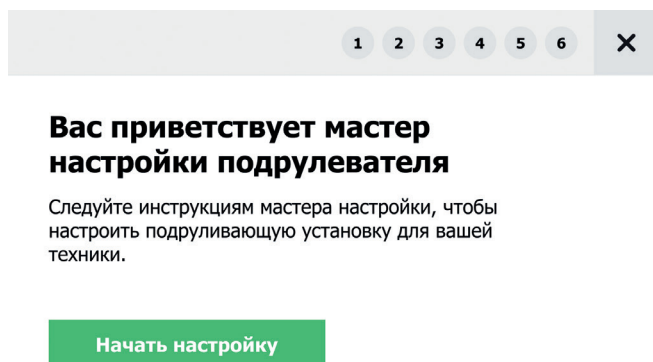 1 2 3 4 5 6 ×
Вас приветствует мастер
настройки подрулевателя
Следуйте инструкциям мастера настройки, чтобы
настроить подруливающую установку для вашей
техники.
Начать настройку